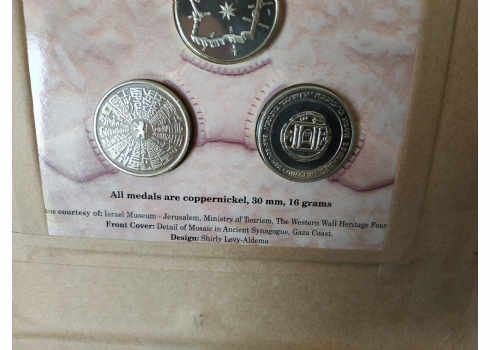 All medals are coppernickel, 30 mm, 16 grams
courtesy of: Israel Museum - Jerusalem, Ministry of Tourism, The Western Wall Heritage Four
Front Cover: Detail of Mosaic in Ancient Synagogue, Gaza Coast.
Design: Shirly Levy-Aldema